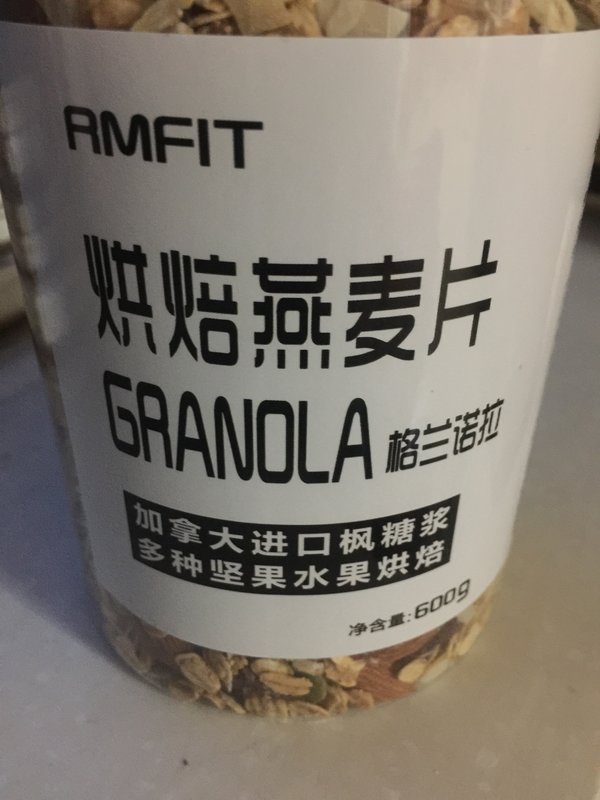 RMFIT
烘焙燕麦片
GRANOLA 格兰诺拉
加拿大进口枫糖浆
多种坚果水果烘焙
净含量:600g